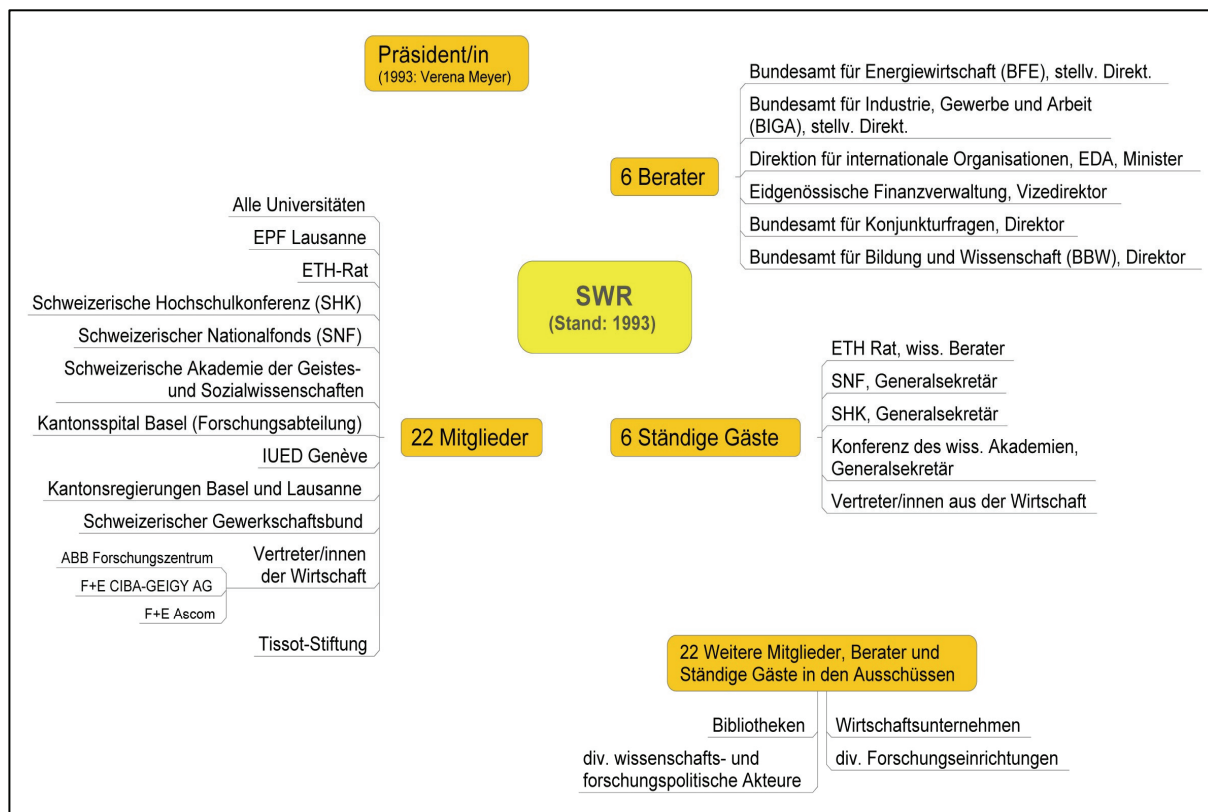 Präsident/in
(1993: Verena Meyer)
6 Berater
Bundesamt für Energiewirtschaft (BFE), stellv. Direkt.
Bundesamt für Industrie, Gewerbe und Arbeit
(BIGA), stellv. Direkt.
Direktion für internationale Organisationen, EDA, Minister
Eidgenössische Finanzverwaltung, Vizedirektor
Bundesamt für Konjunkturfragen, Direktor
Bundesamt für Bildung und Wissenschaft (BBW), Direktor
SWR
(Stand: 1993)
22 Mitglieder
Alle Universitäten
EPF Lausanne
ETH-Rat
Schweizerische Hochschulkonferenz (SHK)
Schweizerischer Nationalfonds (SNF)
Schweizerische Akademie der Geistes-
und Sozialwissenschaften
Kantonsspital Basel (Forschungsabteilung)
IUED Genève
Kantonsregierungen Basel und Lausanne
Schweizerischer Gewerkschaftsbund
Vertreter/innen
der Wirtschaft
ABB Forschungszentrum
F+E CIBA-GEIGY AG
F+E Ascom
Tissot-Stiftung
6 Ständige Gäste
ETH Rat, wiss. Berater
SNF, Generalsekretär
SHK, Generalsekretär
Konferenz des wiss. Akademien,
Generalsekretär
Vertreter/innen aus der Wirtschaft
22 Weitere Mitglieder, Berater und
Ständige Gäste in den Ausschüssen
Bibliotheken
div. wissenschafts- und
forschungspolitische Akteure
Wirtschaftsunternehmen
div. Forschungseinrichtungen